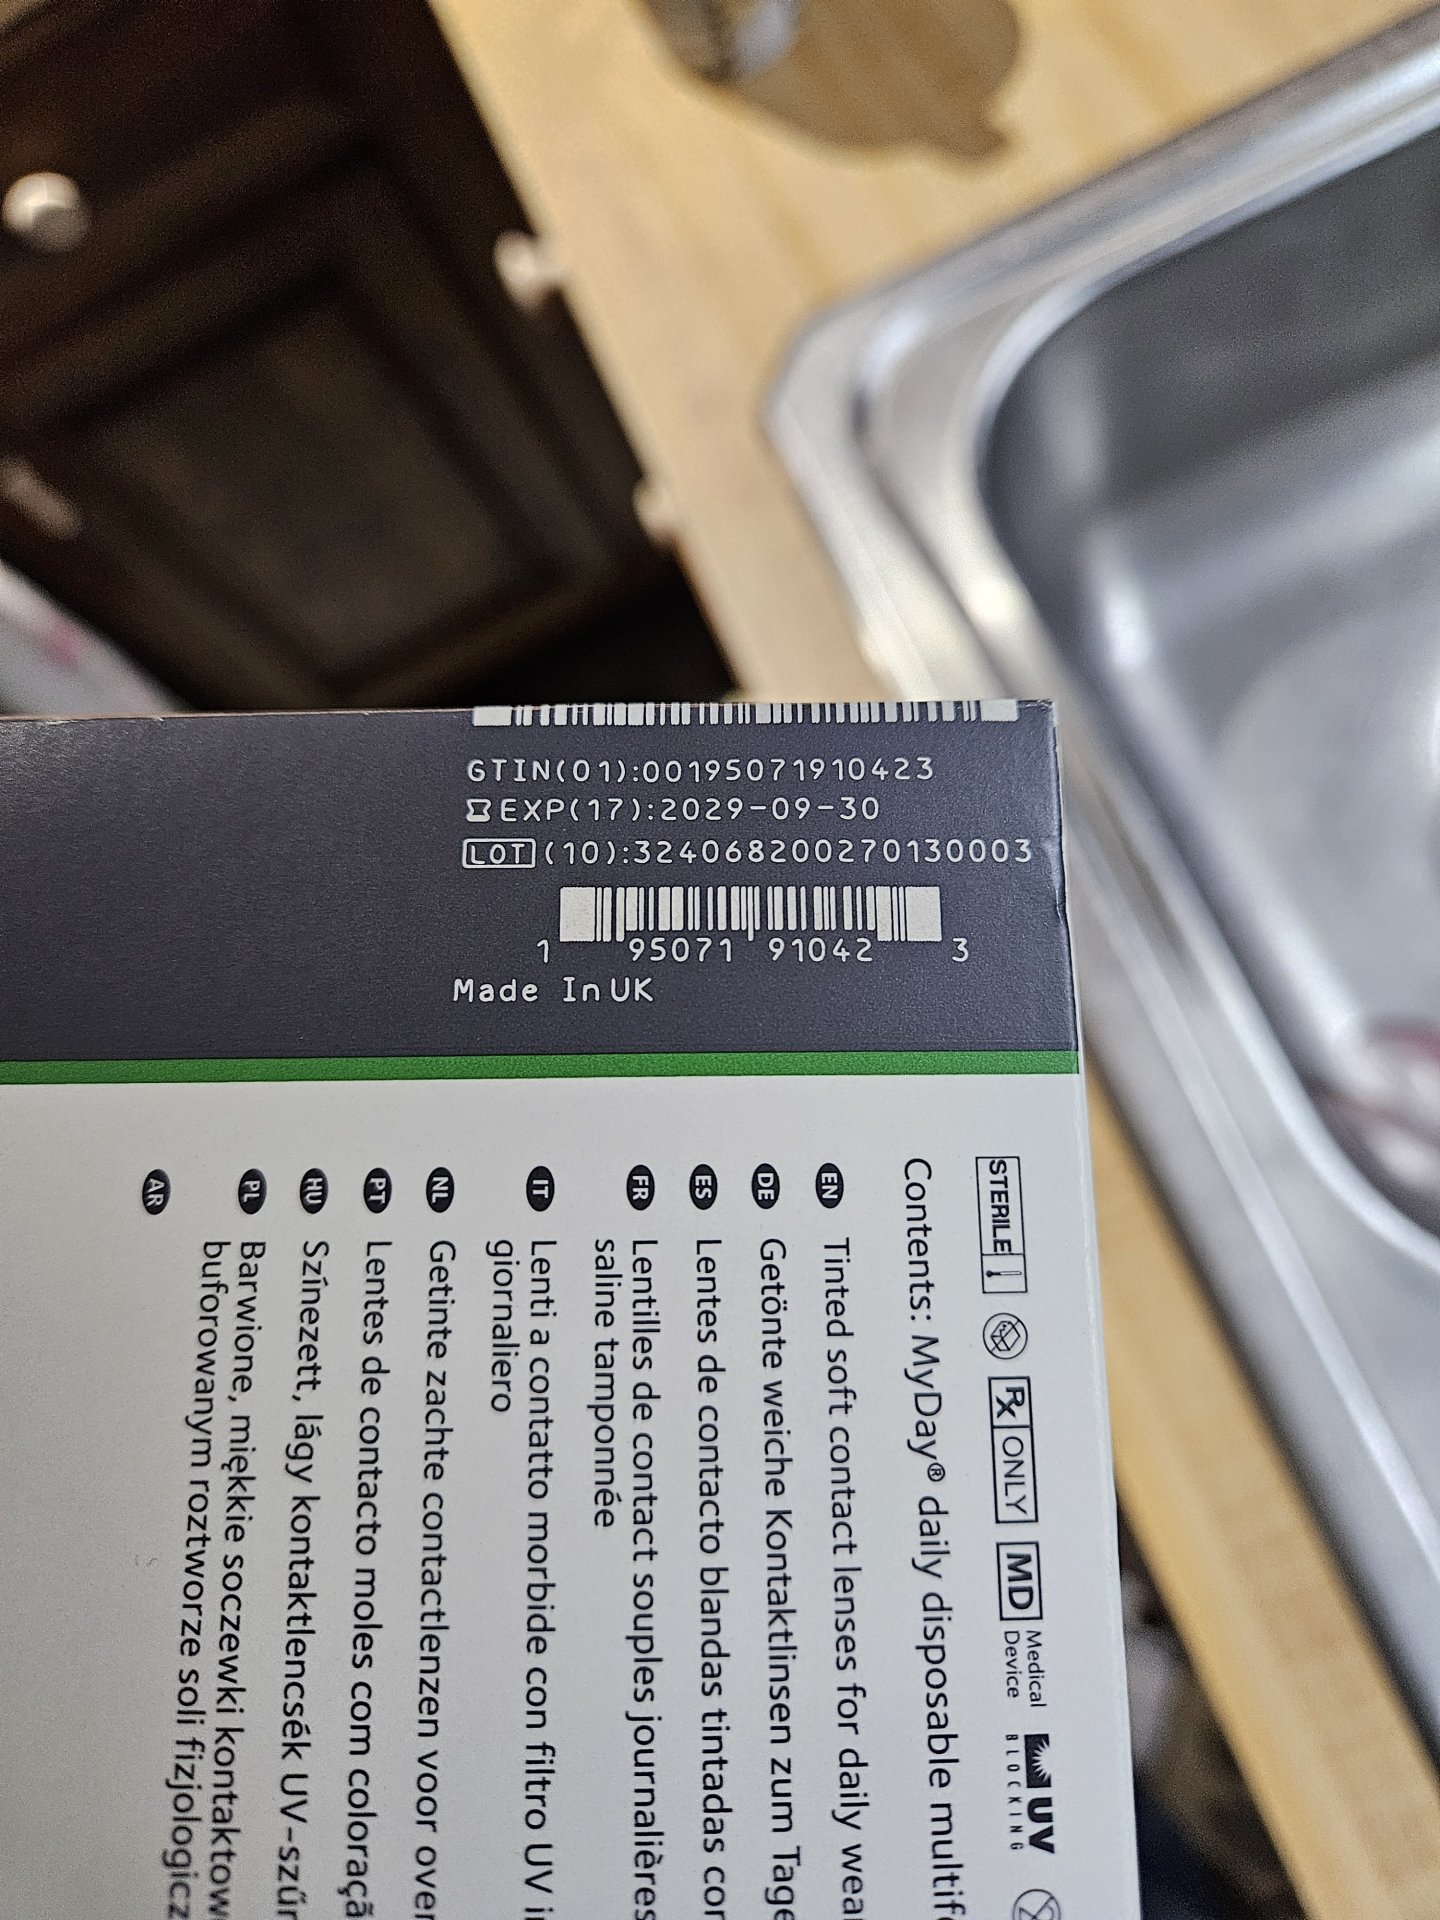 GTIN(01):00195071910423
EXP(17):2029-09-30
LOT (10):324068200270130003
1 95071 91042 3
Made In UK
STERILE
Rx ONLY
MD Medical Device
UV BLOCKING
Contents: MyDay® daily disposable
EN Tinted soft contact lenses for daily
DE Getönte weiche Kontaktlinsen zum
ES Lentes de contacto blandas tintadas
FR Lentilles de contact souples journalières
saline tamponnée
IT Lenti a contatto morbide con filtro UV
giornaliero
NL Getinte zachte contactlenzen voor
PT Lentes de contacto moles com
HU Színezett, lágy kontaktlencsék
PL Barwione, miękkie soczewki
buforowanym roztworze soli
AR